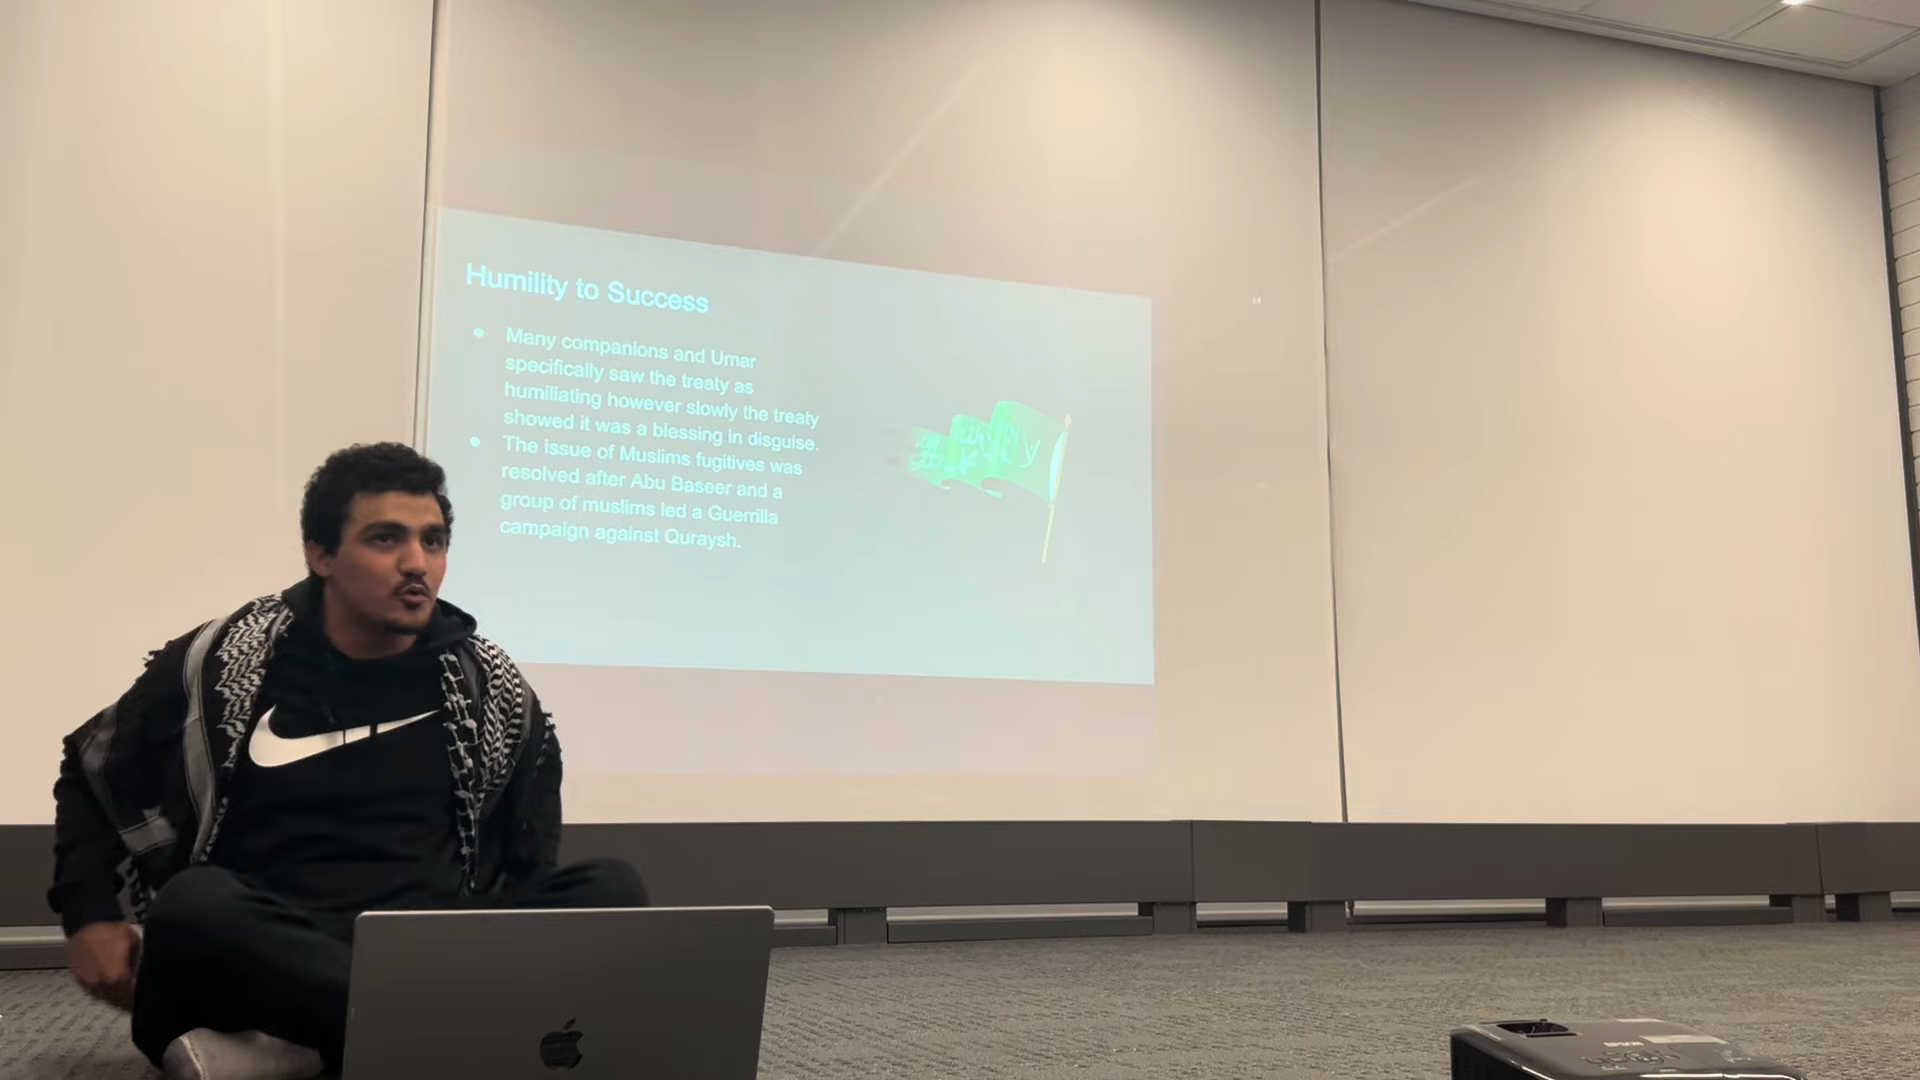 Humility to Success
● Many companions and Umar
specifically saw the treaty as
humiliating however slowly the treaty
showed it was a blessing in disguise.
● The Issue of Muslims fugitives was
resolved after Abu Baseer and a
group of muslims led a Guerrilla
campaign against Quraysh.
EPSON